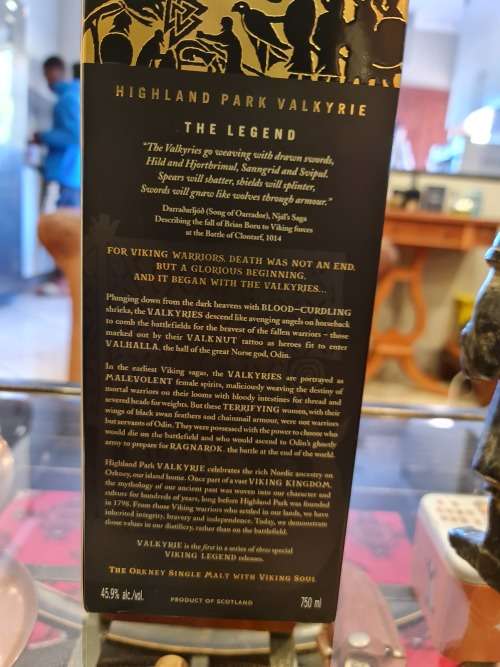 HIGHLAND PARK VALKYRIE
THE LEGEND
"The Valkyries go weaving with drawn swords,
Hild and Hjorthrimul, Sanngrid and Svipul.
Spears will shatter, shields will splinter,
Swords will gnaw like wolves through armour."
Darraðarljóð (Song of Darrador), Njál's Saga
Describing the fall of Brian Boru to Viking forces
at the Battle of Clontarf, 1014
FOR VIKING WARRIORS, DEATH WAS NOT AN END,
BUT A GLORIOUS BEGINNING,
AND IT BEGAN WITH THE VALKYRIES...
Plunging down from the dark heavens with BLOOD-CURDLING
shrieks, the VALKYRIES descend like avenging angels on horseback
to comb the battlefields for the bravest of the fallen warriors – those
marked out by their VALKNUT tattoo as heroes fit to enter
VALHALLA, the hall of the great Norse god, Odin.
In the earliest Viking sagas, the VALKYRIES are portrayed as
MALEVOLENT female spirits, maliciously weaving the destiny of
mortal warriors on their looms with bloody intestines for thread and
severed heads for weights. But these TERRIFYING women, with their
wings of black swan feathers and chainmail armour, were not warriors
but servants of Odin. They were possessed with the power to choose who
would die on the battlefield and who would ascend to Odin's ghostly
army to prepare for RAGNAROK, the battle at the end of the world.
Highland Park VALKYRIE celebrates the rich Nordic ancestry on
Orkney, our island home. Once part of a vast VIKING KINGDOM,
the mythology of our ancient past was woven into our character and
culture for hundreds of years, long before Highland Park was founded
in 1798. From those Viking warriors who settled in our lands, we have
inherited integrity, bravery and independence. Today, we demonstrate
those values in our distillery, rather than on the battlefield.
VALKYRIE is the first in a series of three special
VIKING LEGEND releases.
THE ORKNEY SINGLE MALT WITH VIKING SOUL
45.9% alc./vol.
PRODUCT OF SCOTLAND
750 ml